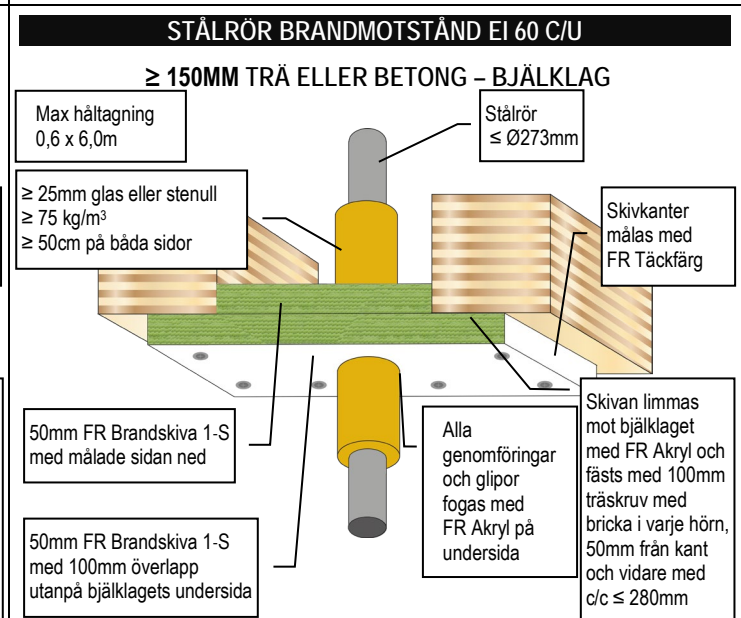 STÅLRÖR BRANDMOTSTÅND EI 60 C/U
≥ 150MM TRÄ ELLER BETONG – BJÄLKLAG
Max håltagning
0,6 x 6,0m
Stålrör
≤ Ø273mm
≥ 25mm glas eller stenull
≥ 75 kg/m³
≥ 50cm på båda sidor
Skivkanter
målas med
FR Täckfärg
50mm FR Brandskiva 1-S
med målade sidan ned
50mm FR Brandskiva 1-S
med 100mm överlapp
utanpå bjälklagets undersida
Alla
genomföringar
och glipor
fogas med
FR Akryl på
undersida
Skivan limmas
mot bjälklaget
med FR Akryl och
fästs med 100mm
träskruv med
bricka i varje hörn,
50mm från kant
och vidare med
c/c ≤ 280mm